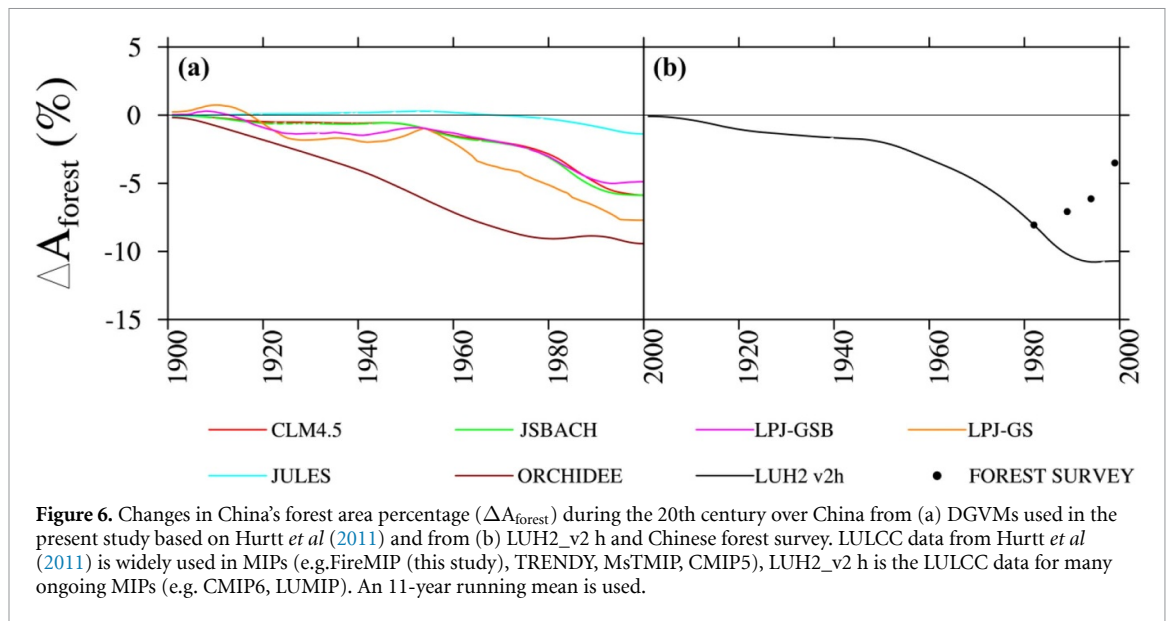 (a) (b)
△A_forest (%)
5
0
-5
-10
-15
1900 1920 1940 1960 1980 2000 1920 1940 1960 1980 2000
CLM4.5 JSBACH LPJ-GSB LPJ-GS
JULES ORCHIDEE LUH2 v2h FOREST SURVEY
Figure 6. Changes in China's forest area percentage (ΔA_forest) during the 20th century over China from (a) DGVMs used in the
present study based on Hurtt et al (2011) and from (b) LUH2_v2 h and Chinese forest survey. LULCC data from Hurtt et al
(2011) is widely used in MIPs (e.g.FireMIP (this study), TRENDY, MsTMIP, CMIP5), LUH2_v2 h is the LULCC data for many
ongoing MIPs (e.g. CMIP6, LUMIP). An 11-year running mean is used.